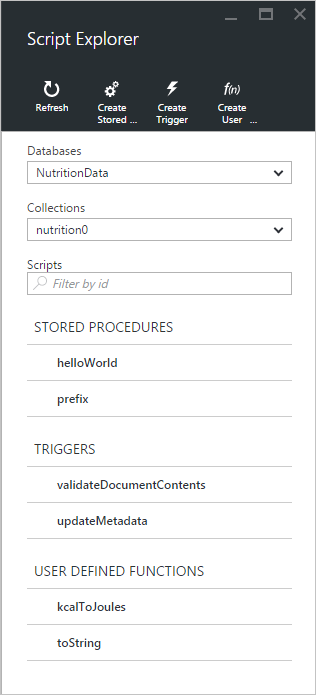 Script Explorer
Refresh
Create
Stored ...
Create
Trigger
f(n)
Create
User ...
Databases
NutritionData
Collections
nutrition0
Scripts
Filter by id
STORED PROCEDURES
helloWorld
prefix
TRIGGERS
validateDocumentContents
updateMetadata
USER DEFINED FUNCTIONS
kcalToJoules
toString